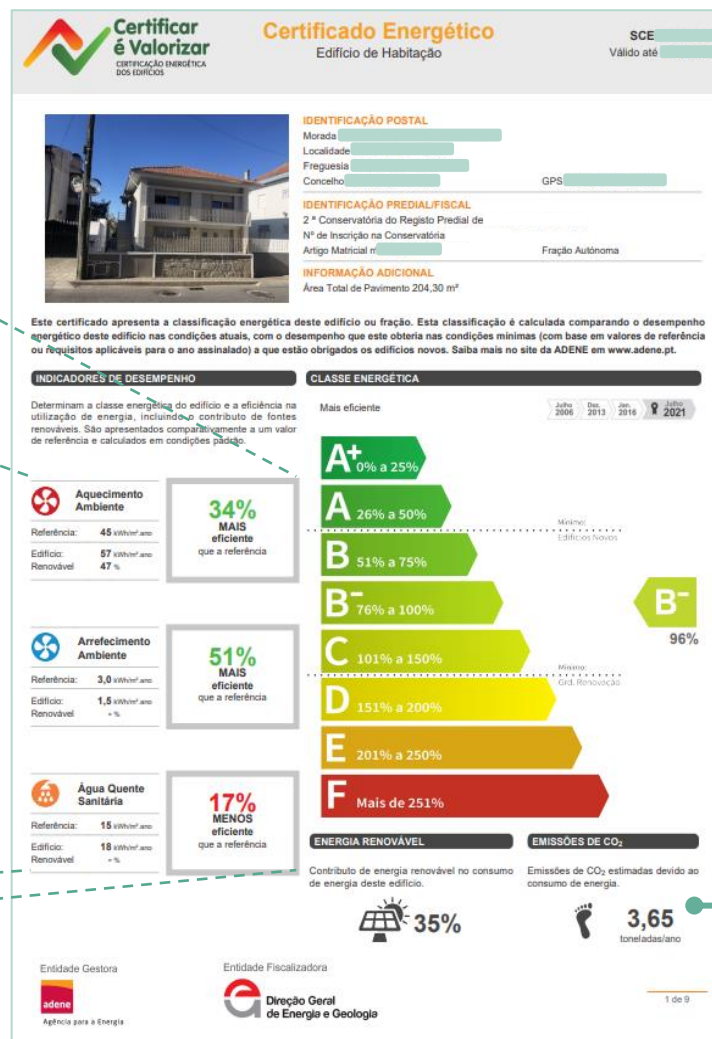 Certificar
é Valorizar
CERTIFICAÇÃO ENERGÉTICA
DOS EDIFÍCIOS
Certificado Energético
Edifício de Habitação
SCE
Válido até
IDENTIFICAÇÃO POSTAL
Morada
Localidade
Freguesia
Concelho
GPS
IDENTIFICAÇÃO PREDIAL/FISCAL
2 ª Conservatória do Registo Predial de
Nº de Inscrição na Conservatória
Artigo Matricial
Fração Autónoma
INFORMAÇÃO ADICIONAL
Área Total de Pavimento 204,30 m²
Este certificado apresenta a classificação energética deste edifício ou fração. Esta classificação é calculada comparando o desempenho
energético deste edifício nas condições atuais, com o desempenho que este obteria nas condições mínimas (com base em valores de referência
ou requisitos aplicáveis para o ano assinalado) a que estão obrigados os edifícios novos. Saiba mais no site da ADENE em www.adene.pt.
INDICADORES DE DESEMPENHO
Determinam a classe energética do edifício e a eficiência na
utilização de energia, incluindo o contributo de fontes
renováveis. São apresentados comparativamente a um valor
de referência e calculados em condições padrão.
Aquecimento
Ambiente
Referência: 45 kWh/m².ano
Edifício: 57 kWh/m².ano
Renovável 47 %
34%
MAIS
eficiente
que a referência
Arrefecimento
Ambiente
Referência: 3,0 kWh/m².ano
Edifício: 1,5 kWh/m².ano
Renovável - %
51%
MAIS
eficiente
que a referência
Água Quente
Sanitária
Referência: 15 kWh/m².ano
Edifício: 18 kWh/m².ano
Renovável - %
17%
MENOS
eficiente
que a referência
CLASSE ENERGÉTICA
Mais eficiente
Julho 2006
Dez. 2013
Jan. 2016
Julho 2021
A+ 0% a 25%
A 26% a 50%
Mínimo:
Edifícios Novos
B 51% a 75%
B- 76% a 100%
B-
96%
C 101% a 150%
Mínimo:
Grd. Renovação
D 151% a 200%
E 201% a 250%
F Mais de 251%
ENERGIA RENOVÁVEL
Contributo de energia renovável no consumo
de energia deste edifício.
35%
EMISSÕES DE CO₂
Emissões de CO₂ estimadas devido ao
consumo de energia.
3,65
toneladas/ano
Entidade Gestora
adene
Agência para a Energia
Entidade Fiscalizadora
Direção Geral
de Energia e Geologia
1 de 9